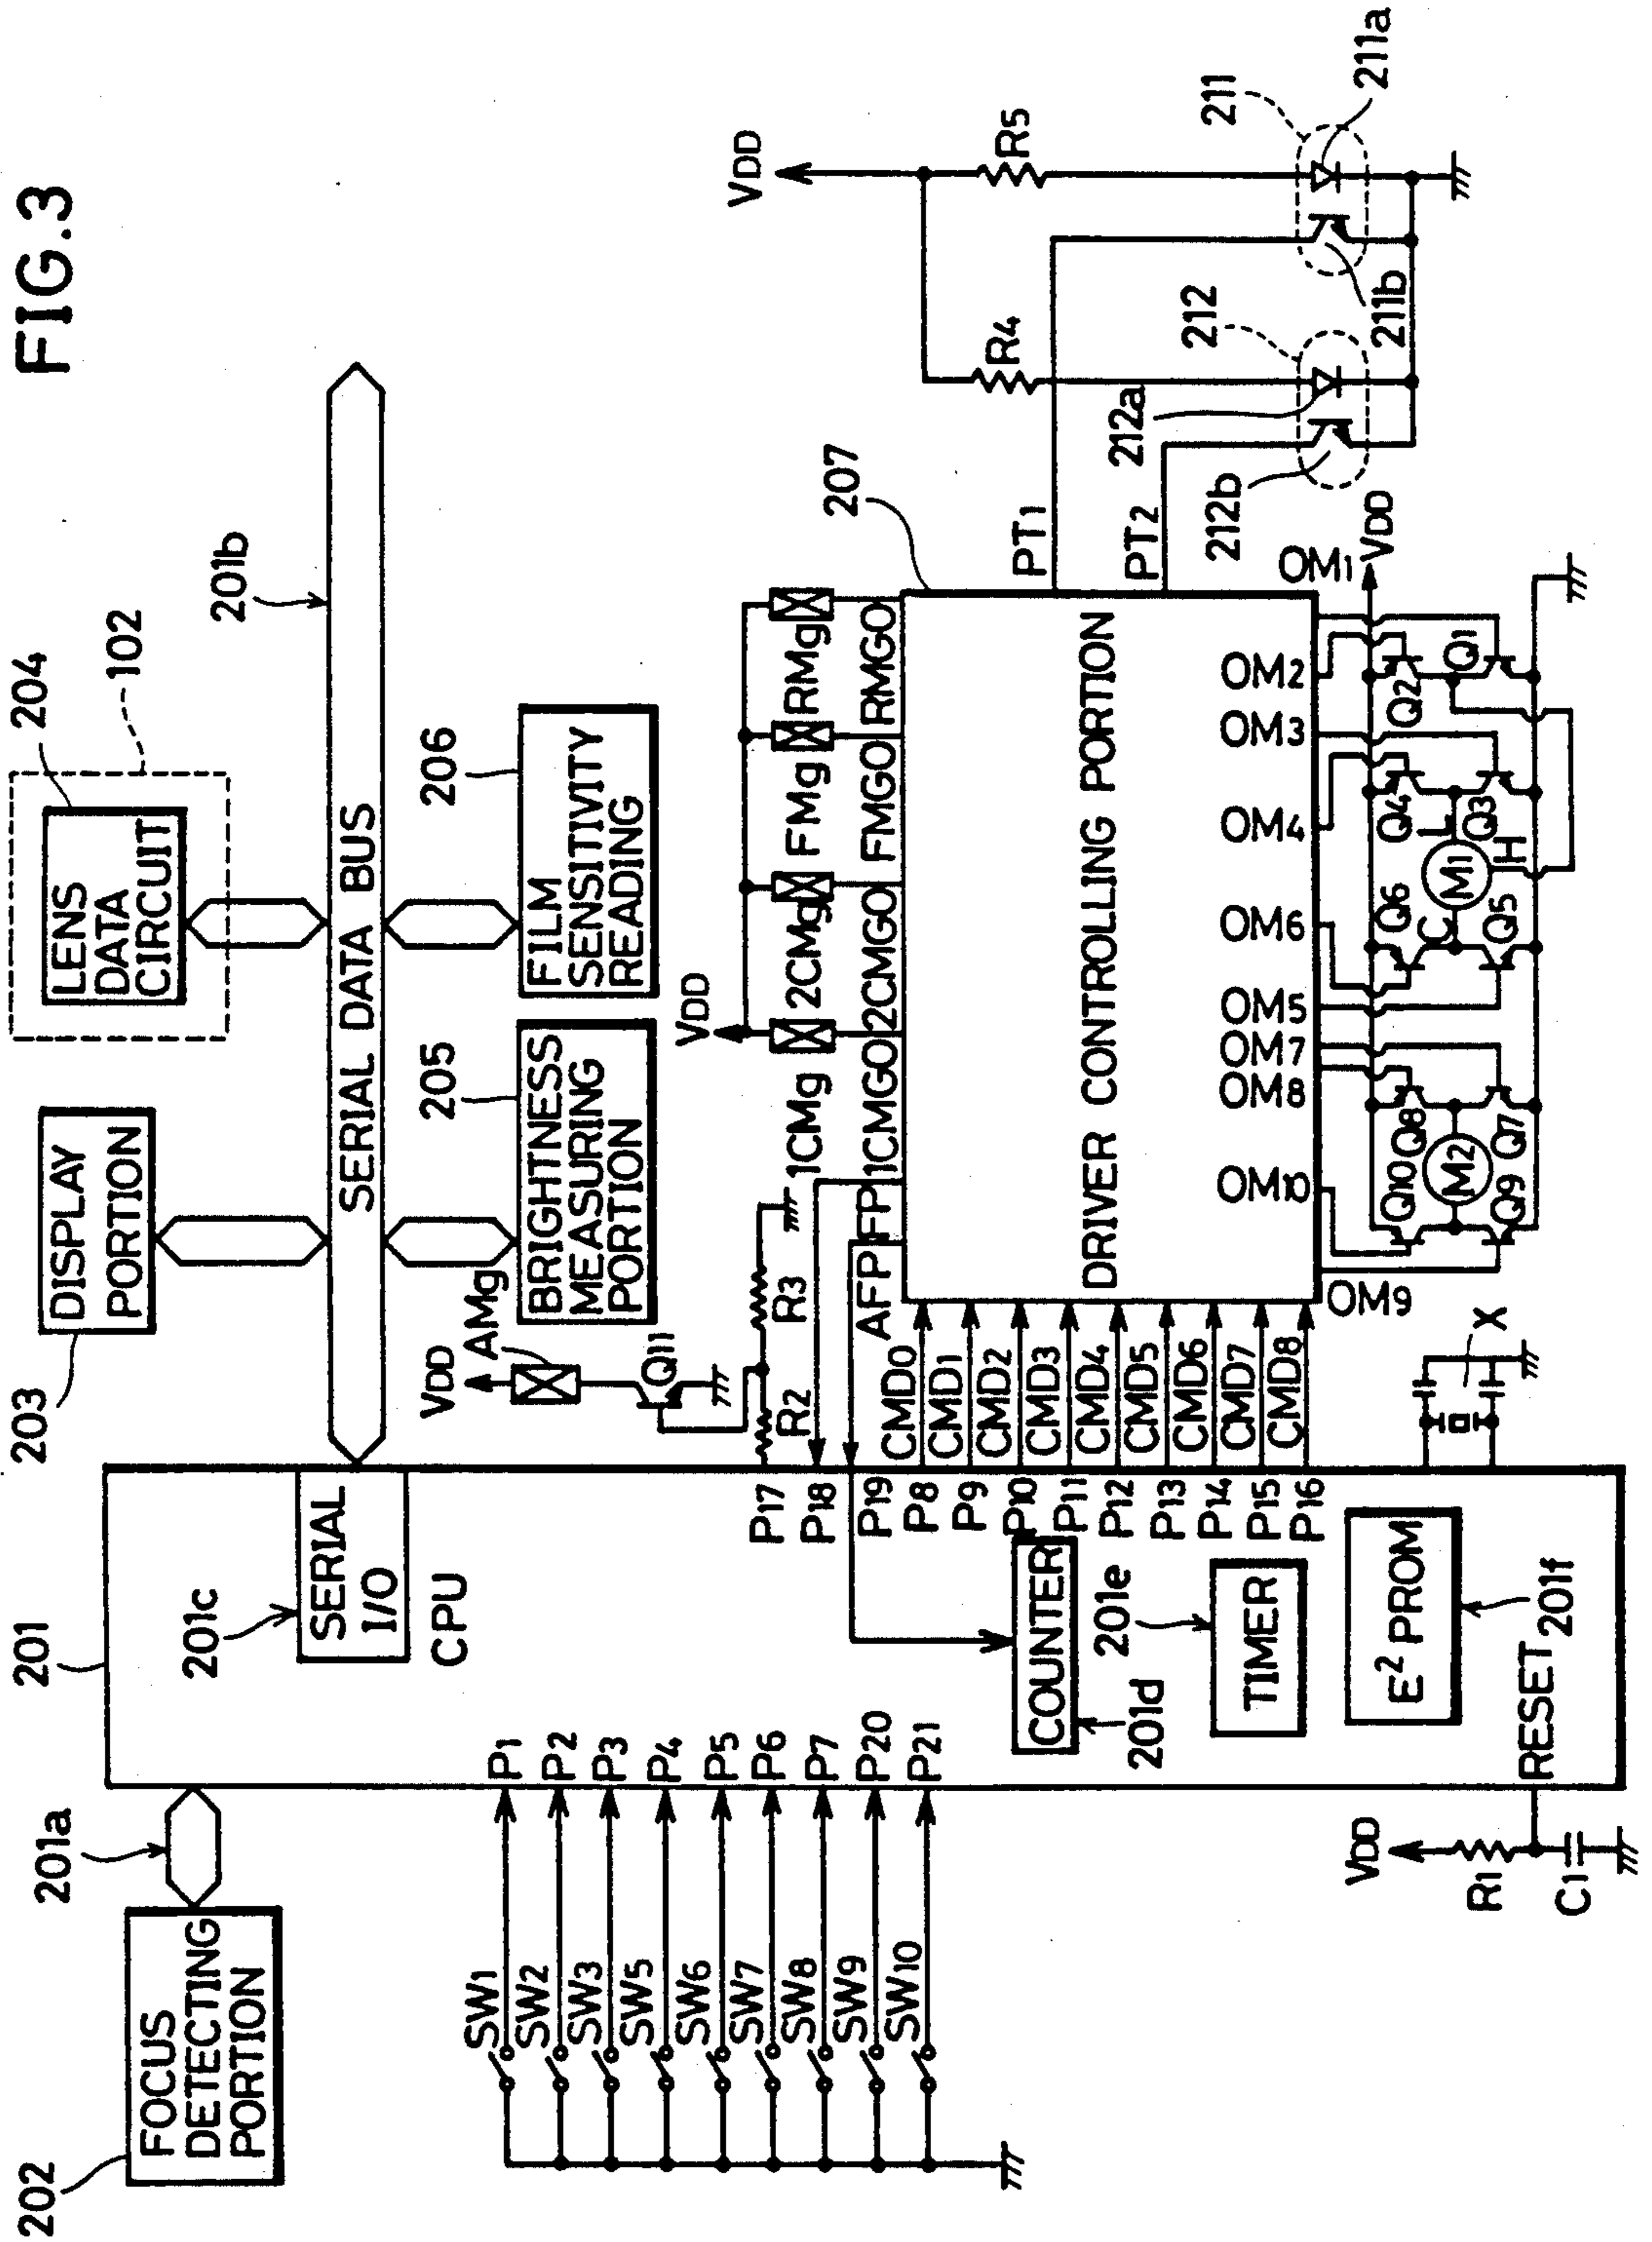 FIG.3
202
FOCUS
DETECTING
PORTION
201a
201
201c
SERIAL
I/O
CPU
203
DISPLAY
PORTION
204
LENS
DATA
CIRCUIT
102
201b
SERIAL DATA BUS
205
BRIGHTNESS
MEASURING
PORTION
206
FILM
SENSITIVITY
READING
SW1
SW2
SW3
SW5
SW6
SW7
SW8
SW9
SW10
P1
P2
P3
P4
P5
P6
P7
P20
P21
COUNTER
201d
201e
TIMER
E2 PROM
201f
RESET
VDD
R1
C1
P17
P18
P19
P8
P9
P10
P11
P12
P13
P14
P15
P16
VDD
AMg
Q11
R2
R3
AFP
FP
CMD0
CMD1
CMD2
CMD3
CMD4
CMD5
CMD6
CMD7
CMD8
X
VDD
1CMg
2CMg
FMg
RMg
1CMGO
2CMGO
FMGO
RMGO
207
DRIVER CONTROLLING PORTION
PT1
PT2
OM9
OM10
OM8
OM7
OM5
OM6
OM4
OM3
OM2
OM1
VDD
Q10
Q8
Q6
Q4
Q2
M2
C
M1
L
H
Q9
Q7
Q5
Q3
Q1
VDD
R4
R5
212
212a
212b
211
211a
211b